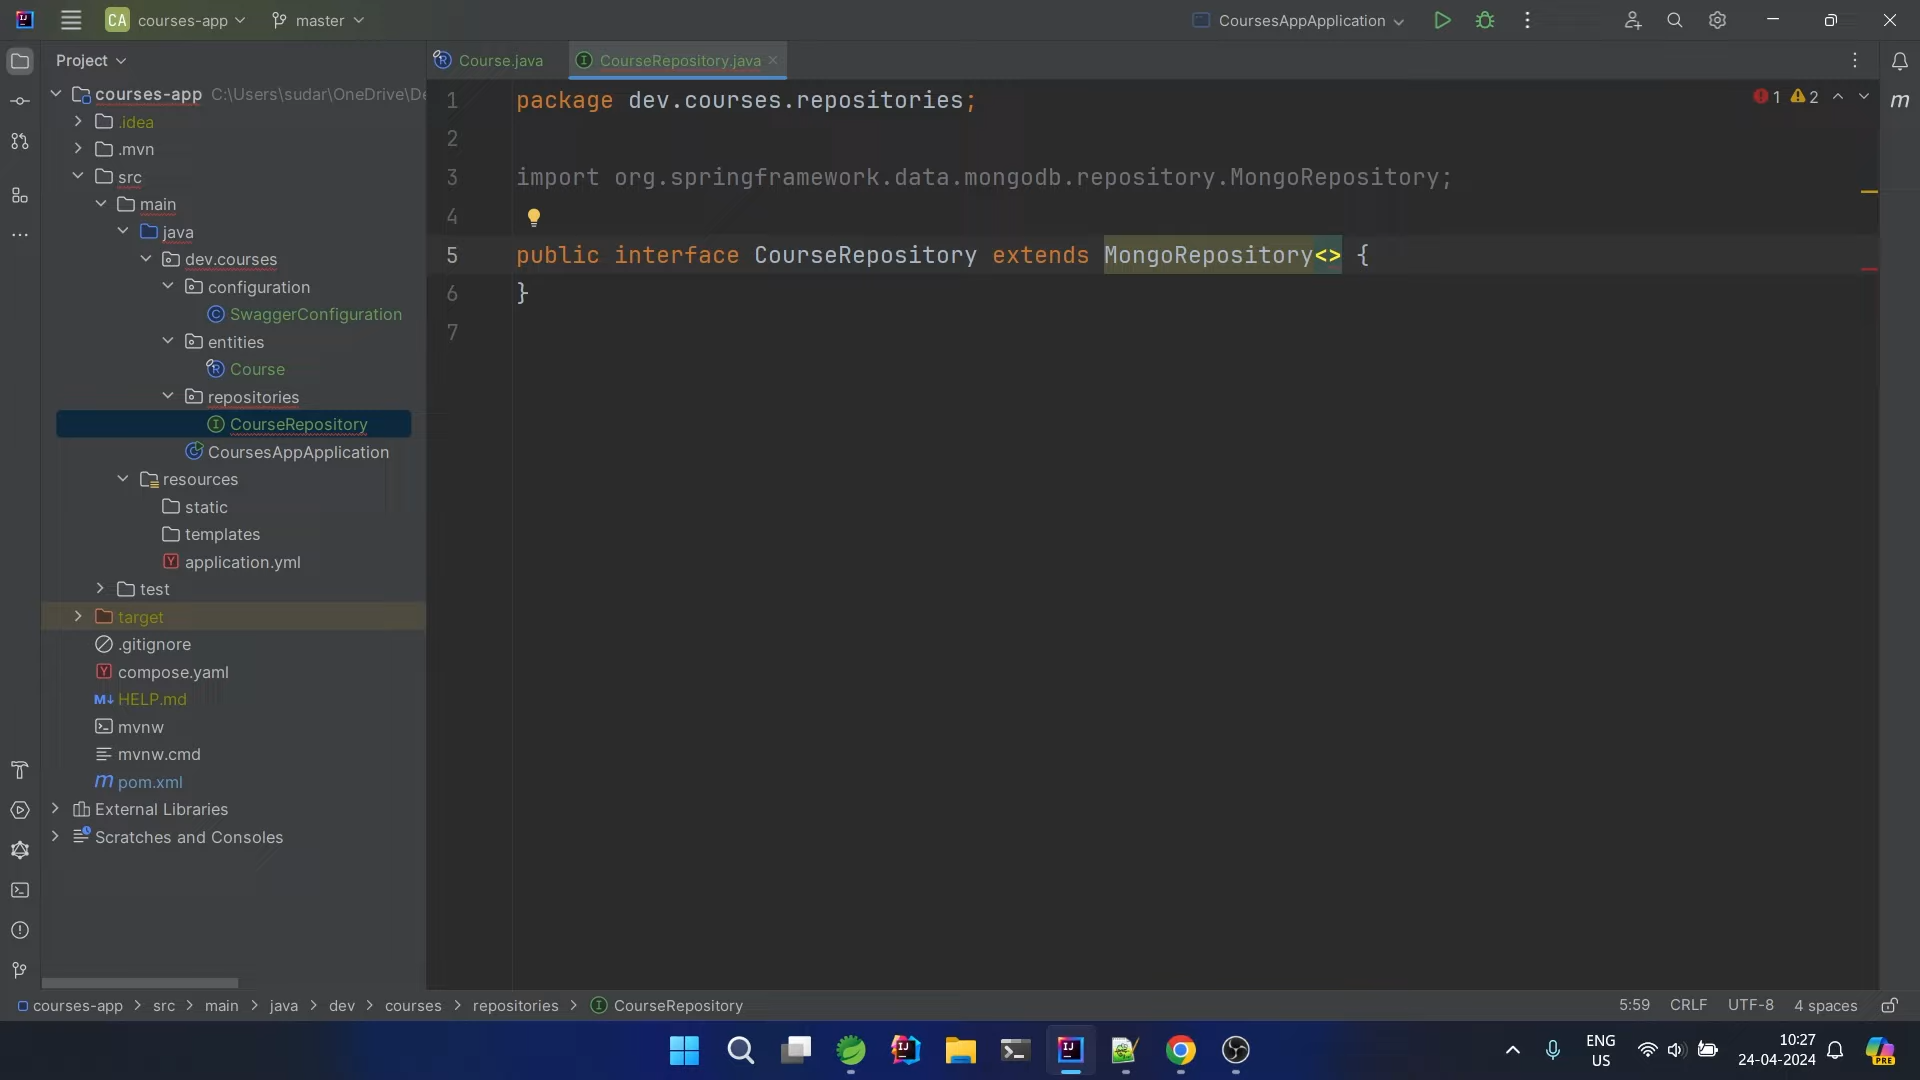 CA courses-app master CoursesAppApplication
Project
Course.java CourseRepository.java
courses-app C:\Users\sudar\OneDrive\De
.idea
.mvn
src
main
java
dev.courses
configuration
SwaggerConfiguration
entities
Course
repositories
CourseRepository
CoursesAppApplication
resources
static
templates
application.yml
test
target
.gitignore
compose.yaml
HELP.md
mvnw
mvnw.cmd
pom.xml
External Libraries
Scratches and Consoles
1 package dev.courses.repositories; 1 2
2
3 import org.springframework.data.mongodb.repository.MongoRepository;
4
5 public interface CourseRepository extends MongoRepository<> {
6 }
7
courses-app > src > main > java > dev > courses > repositories > CourseRepository 5:59 CRLF UTF-8 4 spaces
ENG
US
10:27
24-04-2024
PRE